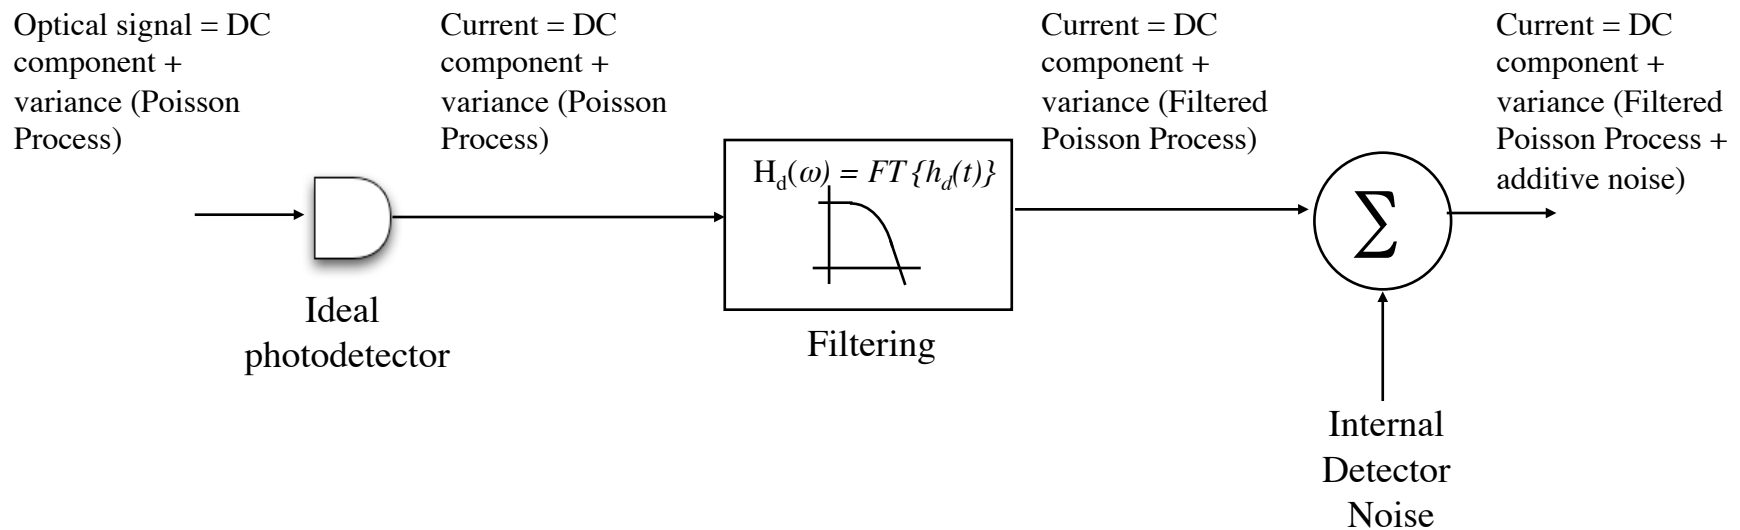 Optical signal = DC
component +
variance (Poisson
Process)
Current = DC
component +
variance (Poisson
Process)
Current = DC
component +
variance (Filtered
Poisson Process)
Current = DC
component +
variance (Filtered
Poisson Process +
additive noise)
H_d(ω) = FT{h_d(t)}
Σ
Ideal
photodetector
Filtering
Internal
Detector
Noise